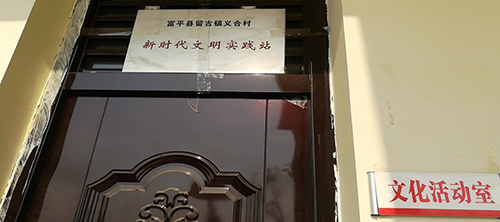 富平县留古镇义合村
新时代文明实践站
文化活动室